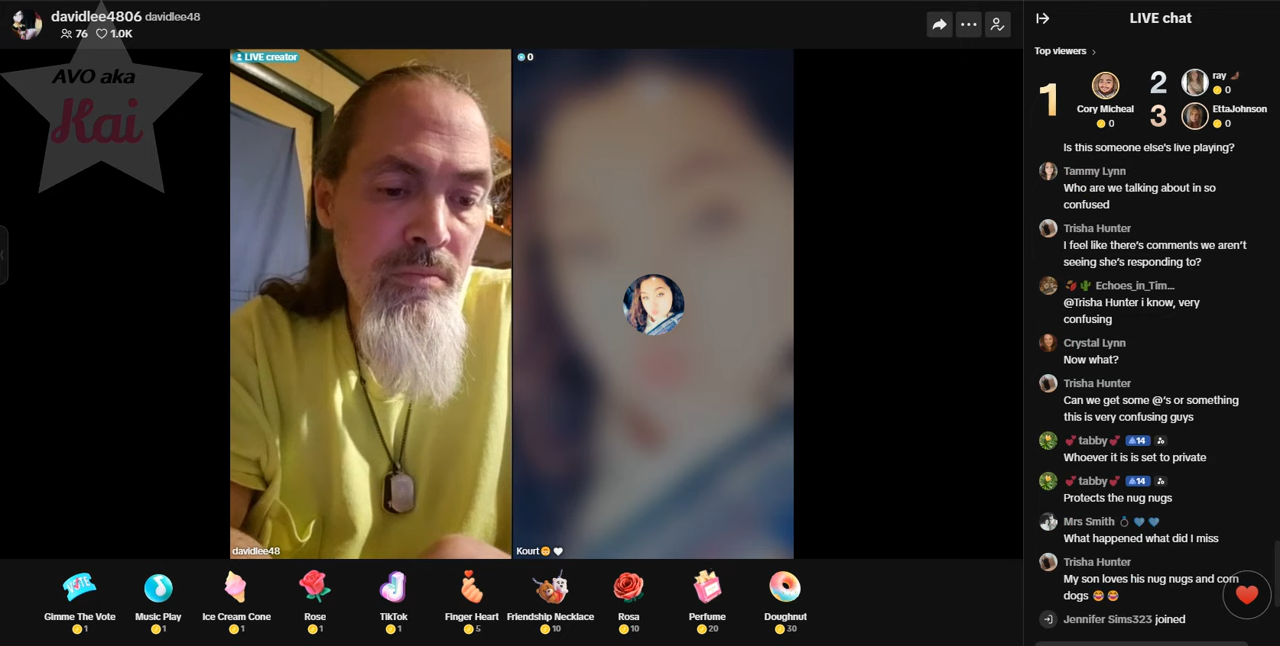 davidlee4806 davidlee48
76 1.0K
AVO aka
Kai
LIVE creator
0
davidlee48
Kourt
Gimme The Vote
1
Music Play
1
Ice Cream Cone
1
Rose
1
TikTok
1
Finger Heart
5
Friendship Necklace
10
Rosa
10
Perfume
20
Doughnut
30
LIVE chat
Top viewers
1
Cory Micheal
0
2
ray
0
3
EttaJohnson
0
Is this someone else's live playing?
Tammy Lynn
Who are we talking about in so
confused
Trisha Hunter
I feel like there's comments we aren't
seeing she's responding to?
Echoes_in_Tim...
@Trisha Hunter i know, very
confusing
Crystal Lynn
Now what?
Trisha Hunter
Can we get some @'s or something
this is very confusing guys
tabby 14
Whoever it is is set to private
tabby 14
Protects the nug nugs
Mrs Smith
What happened what did I miss
Trisha Hunter
My son loves his nug nugs and corn
dogs
Jennifer Sims323 joined